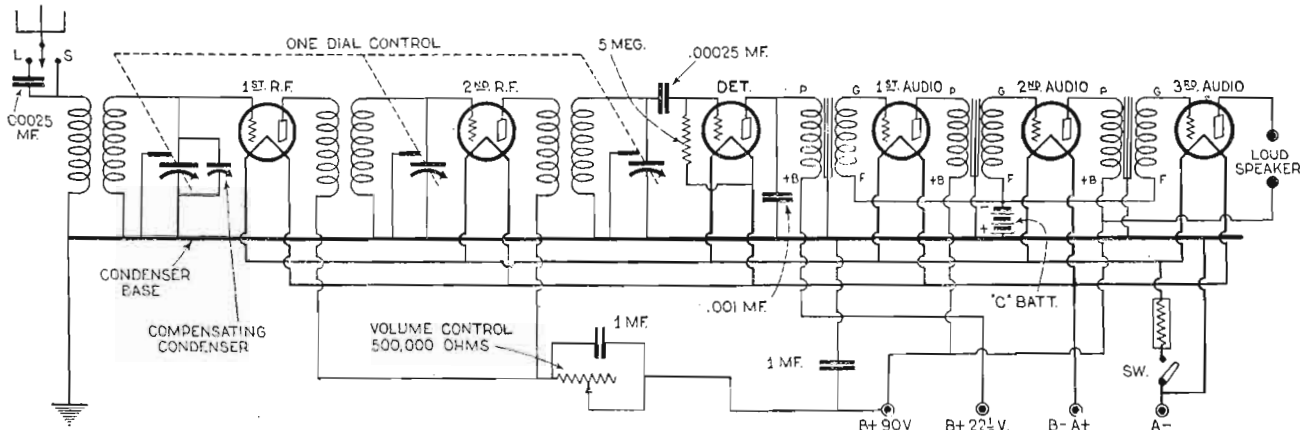 ONE DIAL CONTROL
5 MEG.
.00025 MF.
L
S
1ST. R.F.
2ND. R.F.
DET.
P
G
1ST. AUDIO
P
G
2ND. AUDIO
P
G
3RD. AUDIO
C0025
MF.
LOUD
SPEAKER
+B
F
+B
F
+B
F
-
+
CONDENSER
BASE
COMPENSATING
CONDENSER
VOLUME CONTROL
500,000 OHMS
1 MF.
.001 MF.
"C" BATT.
1 MF.
SW.
B+ 90V
B+ 22½ V.
B- A+
A-